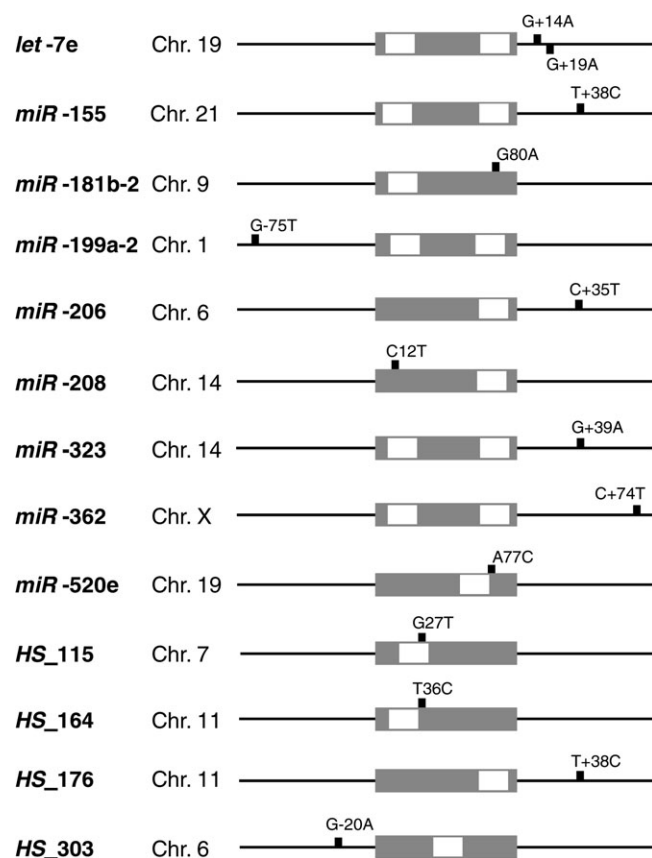 G+14A
let -7e Chr. 19
G+19A
T+38C
miR -155 Chr. 21
G80A
miR -181b-2 Chr. 9
G-75T
miR -199a-2 Chr. 1
C+35T
miR -206 Chr. 6
C12T
miR -208 Chr. 14
G+39A
miR -323 Chr. 14
C+74T
miR -362 Chr. X
A77C
miR -520e Chr. 19
G27T
HS_115 Chr. 7
T36C
HS_164 Chr. 11
T+38C
HS_176 Chr. 11
G-20A
HS_303 Chr. 6